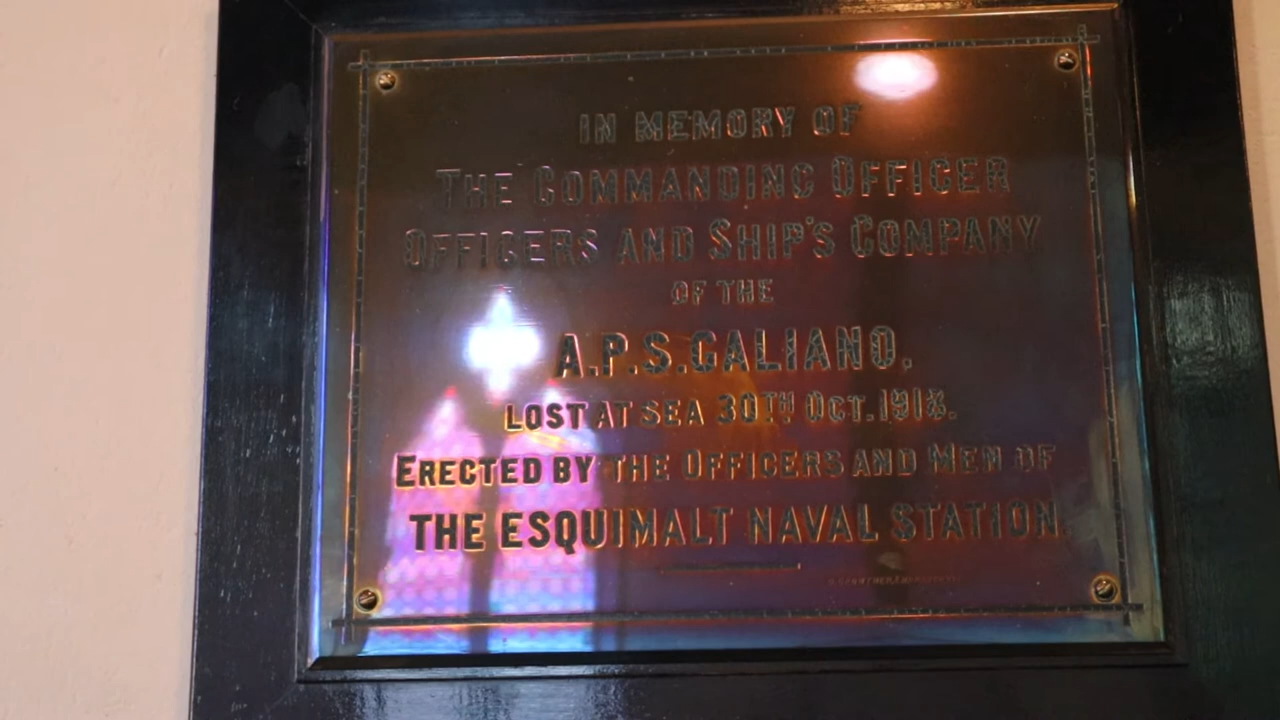 IN MEMORY OF
THE COMMANDING OFFICER
OFFICERS AND SHIP'S COMPANY
OF THE
A.P.S. GALIANO,
LOST AT SEA 30TH OCT. 1918.
ERECTED BY THE OFFICERS AND MEN OF
THE ESQUIMALT NAVAL STATION.